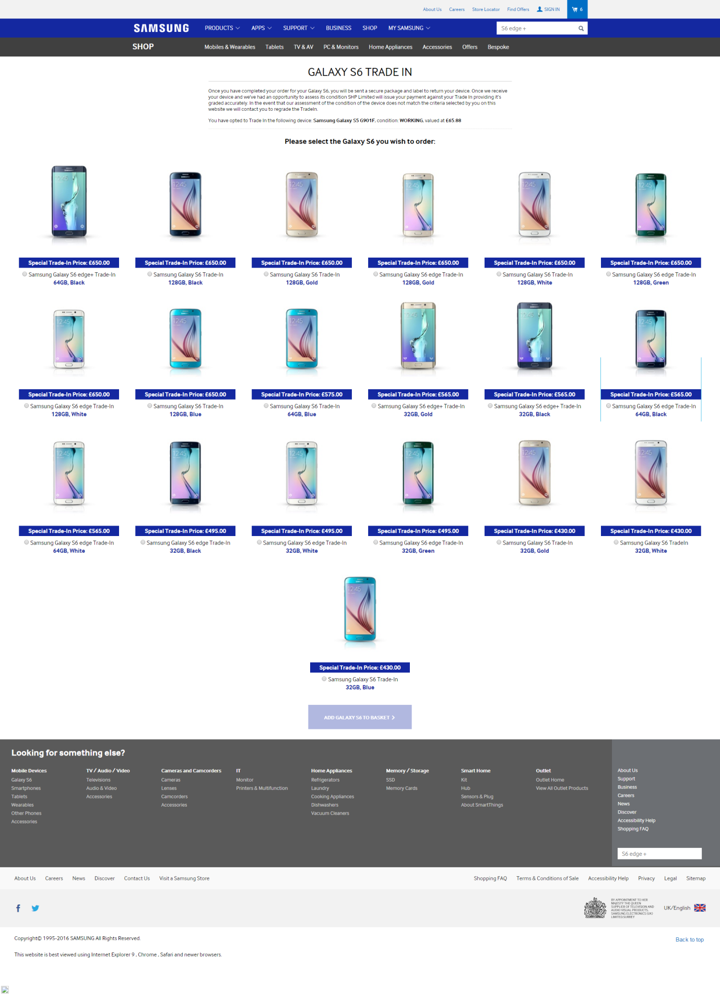 About Us Careers Store Locator Find Offers SIGN IN 6
SAMSUNG PRODUCTS APPS SUPPORT BUSINESS SHOP MY SAMSUNG S6 edge +
SHOP Mobiles & Wearables Tablets TV & AV PC & Monitors Home Appliances Accessories Offers Bespoke
GALAXY S6 TRADE IN
Once you have completed your order for your Galaxy S6, you will be sent a secure package and label to return your device. Once we receive
your device and we've had an opportunity to assess its condition SHP Limited will issue your payment against your Trade In providing it's
graded accurately. In the event that our assessment of the condition of the device does not match the criteria selected by you on this
website we will contact you to regrade the TradeIn.
You have opted to Trade In the following device: Samsung Galaxy S5 G901F, condition: WORKING, valued at £65.88
Please select the Galaxy S6 you wish to order:
Special Trade-In Price: £650.00 Special Trade-In Price: £650.00 Special Trade-In Price: £650.00 Special Trade-In Price: £650.00 Special Trade-In Price: £650.00 Special Trade-In Price: £650.00
Samsung Galaxy S6 edge+ Trade-In Samsung Galaxy S6 Trade-In Samsung Galaxy S6 Trade-In Samsung Galaxy S6 edge Trade-In Samsung Galaxy S6 Trade-In Samsung Galaxy S6 edge Trade-In
64GB, Black 128GB, Black 128GB, Gold 128GB, Gold 128GB, White 128GB, Green
Special Trade-In Price: £650.00 Special Trade-In Price: £650.00 Special Trade-In Price: £575.00 Special Trade-In Price: £565.00 Special Trade-In Price: £565.00 Special Trade-In Price: £565.00
Samsung Galaxy S6 edge Trade-In Samsung Galaxy S6 Trade-In Samsung Galaxy S6 Trade-In Samsung Galaxy S6 edge+ Trade-In Samsung Galaxy S6 edge+ Trade-In Samsung Galaxy S6 edge Trade-In
128GB, White 128GB, Blue 64GB, Blue 32GB, Gold 32GB, Black 64GB, Black
Special Trade-In Price: £565.00 Special Trade-In Price: £495.00 Special Trade-In Price: £495.00 Special Trade-In Price: £495.00 Special Trade-In Price: £430.00 Special Trade-In Price: £430.00
Samsung Galaxy S6 edge Trade-In Samsung Galaxy S6 edge Trade-In Samsung Galaxy S6 edge Trade-In Samsung Galaxy S6 edge Trade-In Samsung Galaxy S6 Trade-In Samsung Galaxy S6 TradeIn
64GB, White 32GB, Black 32GB, White 32GB, Green 32GB, Gold 32GB, White
Special Trade-In Price: £430.00
Samsung Galaxy S6 Trade-In
32GB, Blue
ADD GALAXY S6 TO BASKET
Looking for something else?
Mobile Devices TV / Audio / Video Cameras and Camcorders IT Home Appliances Memory / Storage Smart Home Outlet About Us
Galaxy S6 Televisions Cameras Monitor Refrigerators SSD Kit Outlet Home Support
Smartphones Audio & Video Lenses Printers & Multifunction Laundry Memory Cards Hub View All Outlet Products Business
Tablets Accessories Camcorders Cooking Appliances Sensors & Plug Careers
Wearables Accessories Dishwashers About SmartThings News
Other Phones Vacuum Cleaners Discover
Accessories Accessibility Help
Shopping FAQ
S6 edge +
About Us Careers News Discover Contact Us Visit a Samsung Store Shopping FAQ Terms & Conditions of Sale Accessibility Help Privacy Legal Sitemap
BY APPOINTMENT TO HER
MAJESTY THE QUEEN
SUPPLIER OF TELEVISION AND
AUDIO VISUAL PRODUCTS.
SAMSUNG ELECTRONICS (UK)
LIMITED.SURREY
UK/English
Copyright© 1995-2016 SAMSUNG All Rights Reserved.
Back to top
This website is best viewed using Internet Explorer 9 , Chrome , Safari and newer browsers.